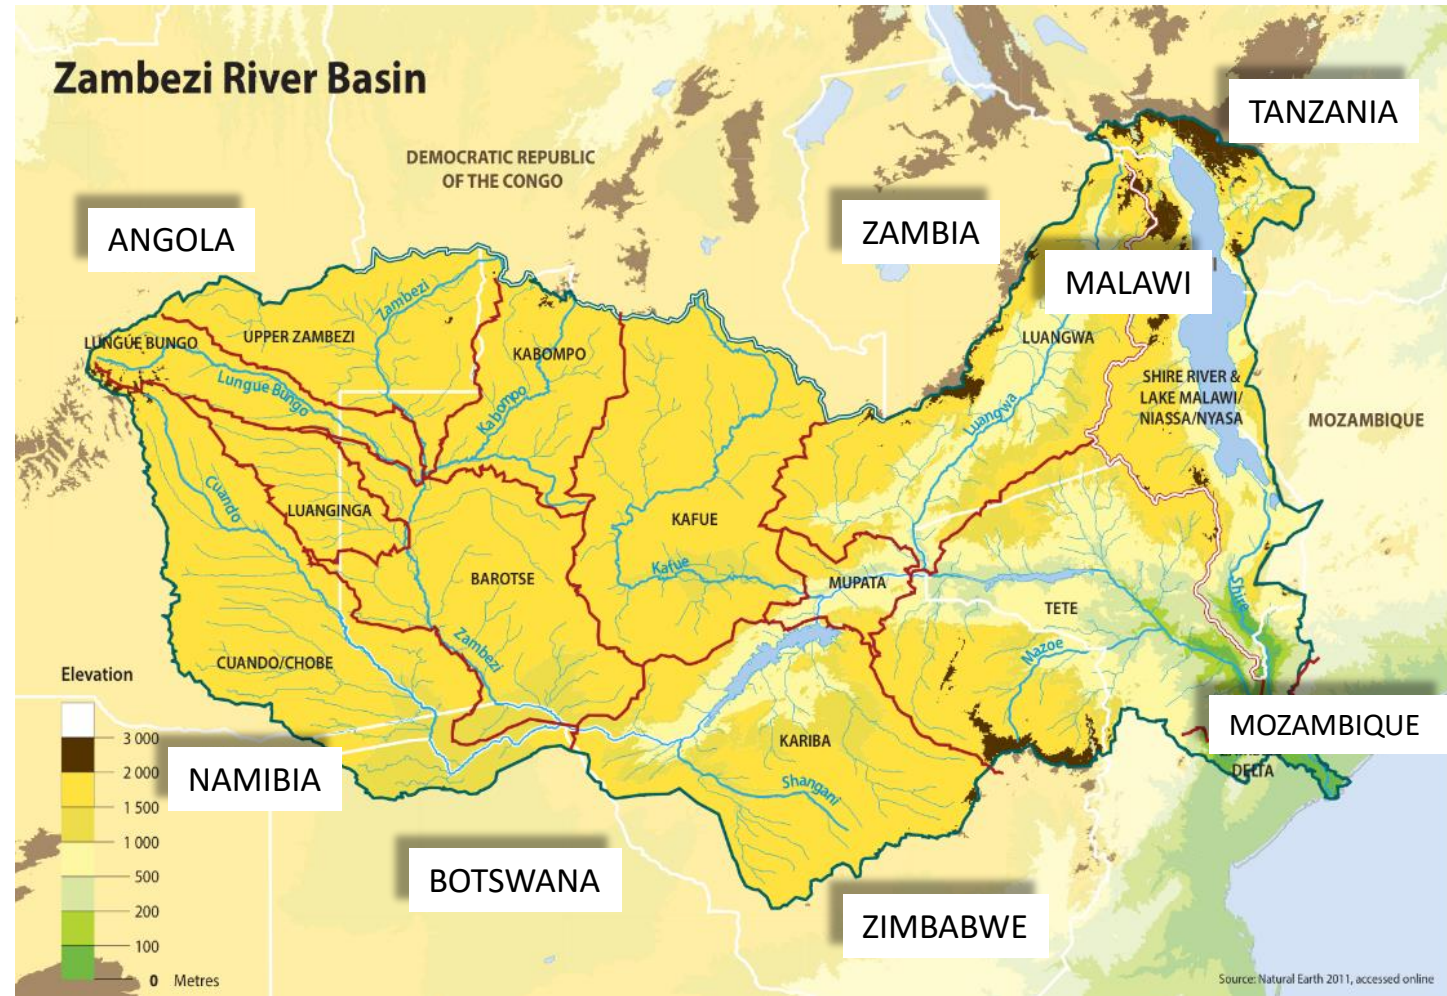 Zambezi River Basin
TANZANIA
DEMOCRATIC REPUBLIC
OF THE CONGO
ZAMBIA
ANGOLA
MALAWI
Zambezi
LUNGÚE BUNGO
UPPER ZAMBEZI
KABOMPO
LUANGWA
Lungue Bungo
Kabompo
Luangwa
SHIRE RIVER &
LAKE MALAWI/
NIASSA/NYASA
MOZAMBIQUE
Cuando
LUANGINGA
KAFUE
Kafue
BAROTSE
MUPATA
TETE
Shire
Zambezi
Mazoe
CUANDO/CHOBE
Elevation
3 000
2 000
1 500
1 000
500
200
100
0 Metres
MOZAMBIQUE
KARIBA
DELTA
NAMIBIA
Shangani
BOTSWANA
ZIMBABWE
Source: Natural Earth 2011, accessed online